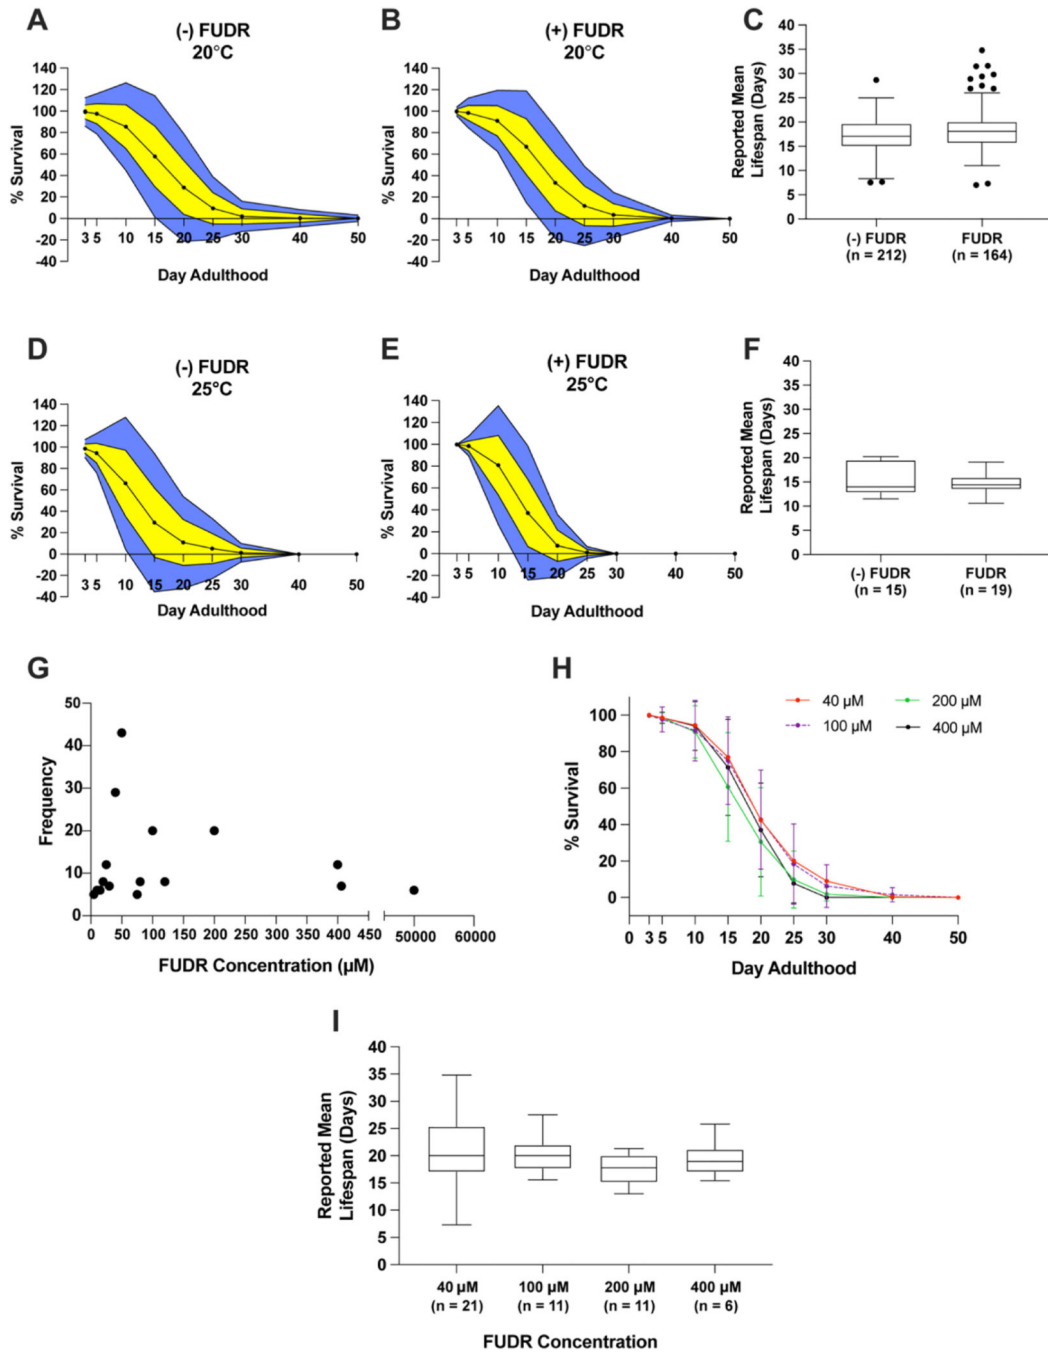 A
(-) FUDR
20°C
% Survival
140
120
100
80
60
40
20
0
-20
-40
3 5 10 15 20 25 30 40 50
Day Adulthood
B
(+) FUDR
20°C
% Survival
140
120
100
80
60
40
20
0
-20
-40
3 5 10 15 20 25 30 40 50
Day Adulthood
C
Reported Mean
Lifespan (Days)
40
35
30
25
20
15
10
5
0
(-) FUDR FUDR
(n = 212) (n = 164)
D
(-) FUDR
25°C
% Survival
140
120
100
80
60
40
20
0
-20
-40
3 5 10 15 20 25 30 40 50
Day Adulthood
E
(+) FUDR
25°C
% Survival
140
120
100
80
60
40
20
0
-20
-40
3 5 10 15 20 25 30 40 50
Day Adulthood
F
Reported Mean
Lifespan (Days)
40
35
30
25
20
15
10
5
0
(-) FUDR FUDR
(n = 15) (n = 19)
G
Frequency
50
40
30
20
10
0
0 50 100 150 200 250 300 350 400 450 50000 60000
FUDR Concentration (µM)
H
40 µM 200 µM
100 µM 400 µM
% Survival
100
80
60
40
20
0
0 3 5 10 15 20 25 30 40 50
Day Adulthood
I
Reported Mean
Lifespan (Days)
40
35
30
25
20
15
10
5
0
40 µM 100 µM 200 µM 400 µM
(n = 21) (n = 11) (n = 11) (n = 6)
FUDR Concentration